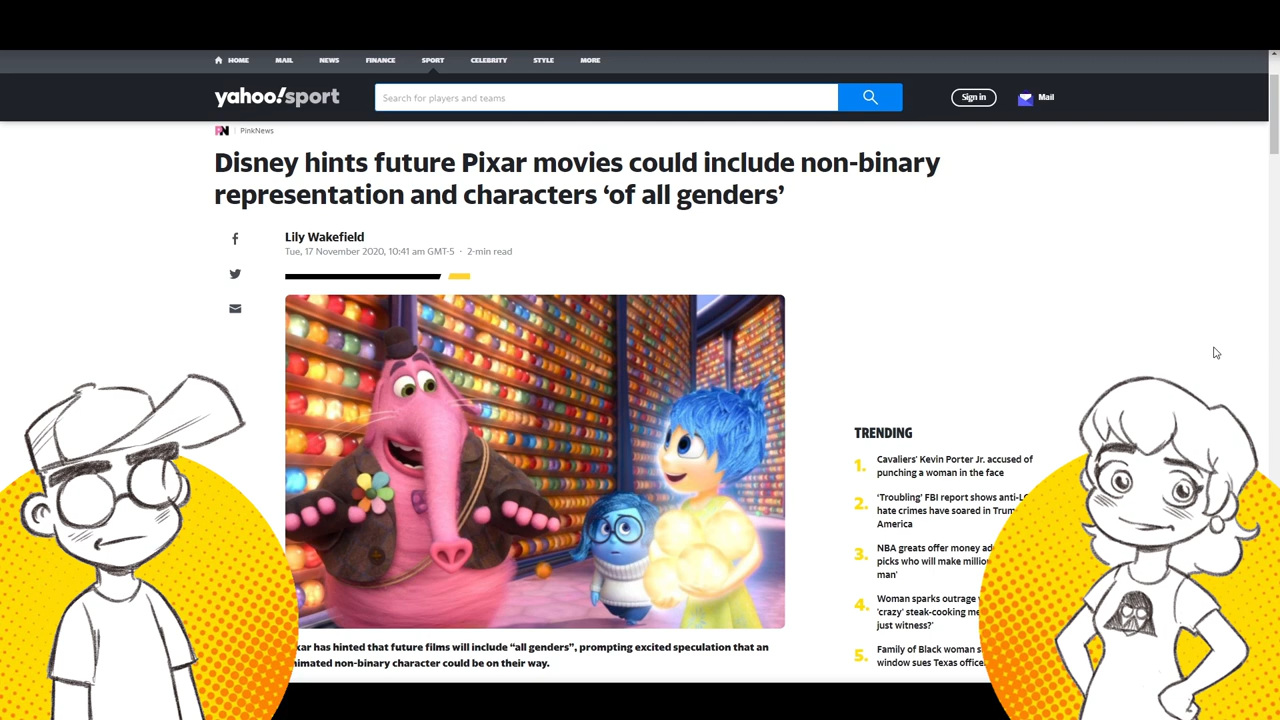 HOME MAIL NEWS FINANCE SPORT CELEBRITY STYLE MORE
yahoo!sport Search for players and teams Sign in Mail
PN PinkNews
Disney hints future Pixar movies could include non-binary
representation and characters ‘of all genders’
Lily Wakefield
Tue, 17 November 2020, 10:41 am GMT-5 · 2-min read
TRENDING
1. Cavaliers' Kevin Porter Jr. accused of
punching a woman in the face
2. 'Troubling' FBI report shows anti-
hate crimes have soared in
America
3. NBA greats offer money
picks who will make
man'
4. Woman sparks outrage
'crazy' steak-cooking
just witness?'
5. Family of Black woman
window sues Texas
has hinted that future films will include “all genders”, prompting excited speculation that an
non-binary character could be on their way.